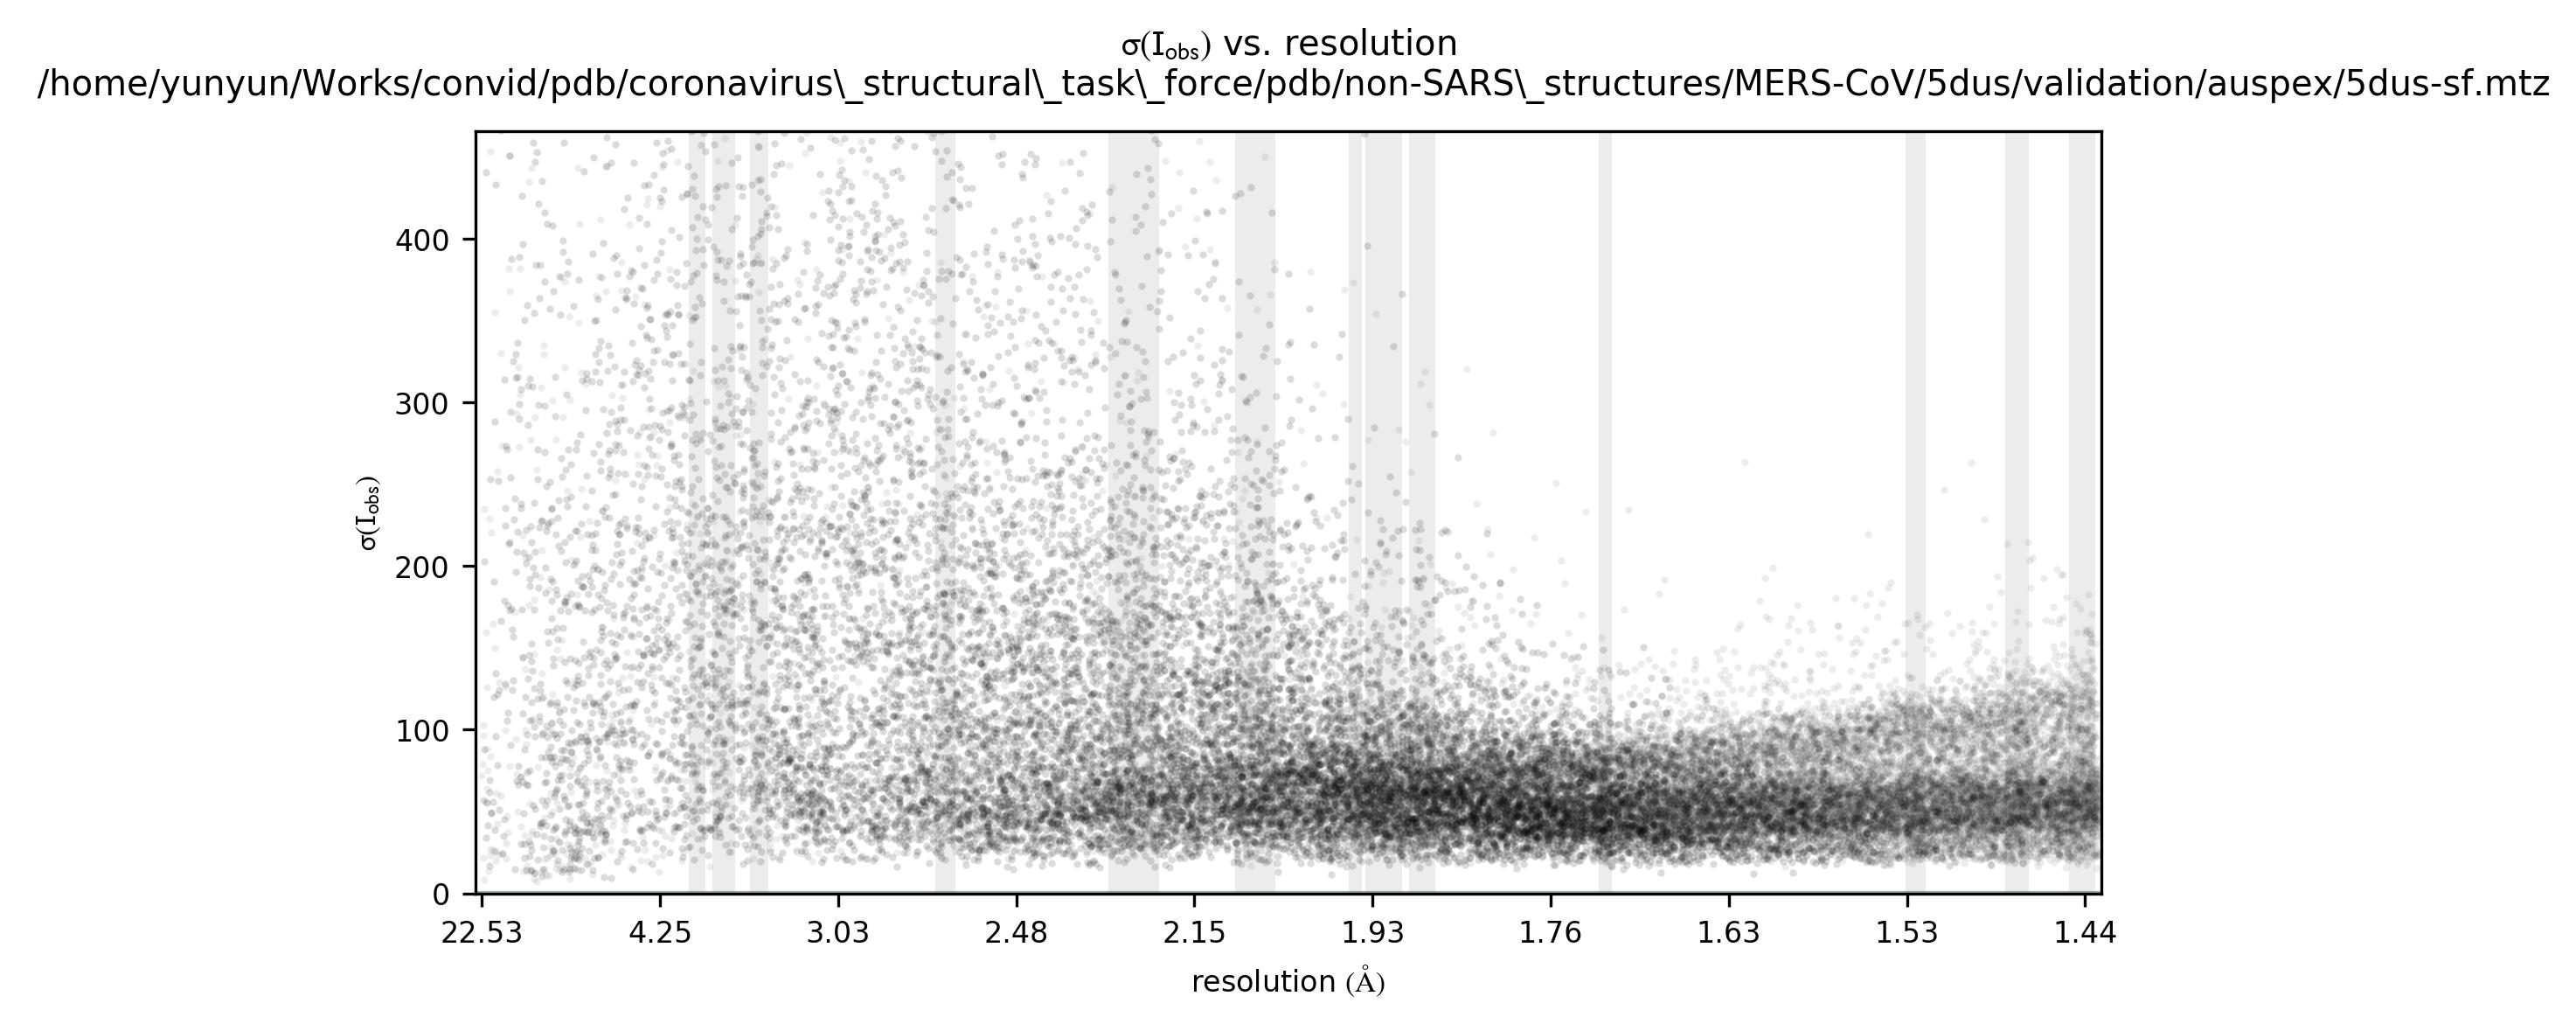 σ(Iobs) vs. resolution
/home/yunyun/Works/convid/pdb/coronavirus\_structural\_task\_force/pdb/non-SARS\_structures/MERS-CoV/5dus/validation/auspex/5dus-sf.mtz
400
300
200
100
0
σ(Iobs)
22.53 4.25 3.03 2.48 2.15 1.93 1.76 1.63 1.53 1.44
resolution (Å)